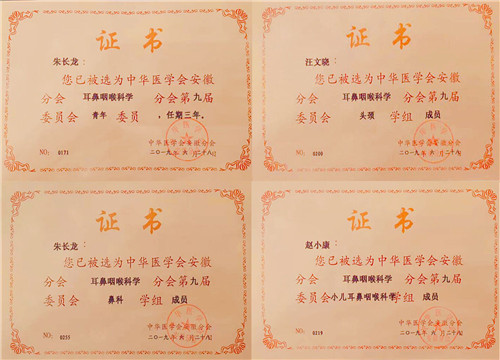 证书
朱长龙：
您已被选为中华医学会安徽
分会 耳鼻咽喉科学 分会第九届
委员会 青年 委员 ，任期三年。
中华医学会安徽分会
NO： 0171
二〇一九年 六 月二十八日
证书
汪文晓：
您已被选为中华医学会安徽
分会 耳鼻咽喉科学 分会第九届
委员会 头颈 学组 成员
中华医学会安徽分会
二〇一九年 六 月二十八日
证书
朱长龙：
您已被选为中华医学会安徽
分会 耳鼻咽喉科学 分会第九届
委员会 鼻科 学组 成员
中华医学会安徽分会
NO： 0255
二〇一九年 六 月二十八日
证书
赵小康：
您已被选为中华医学会安徽
分会 耳鼻咽喉科学 分会第九届
委员会小儿耳鼻咽喉科学学组 成员
中华医学会安徽分会
NO： 0219
二〇一九年 六 月二十八日